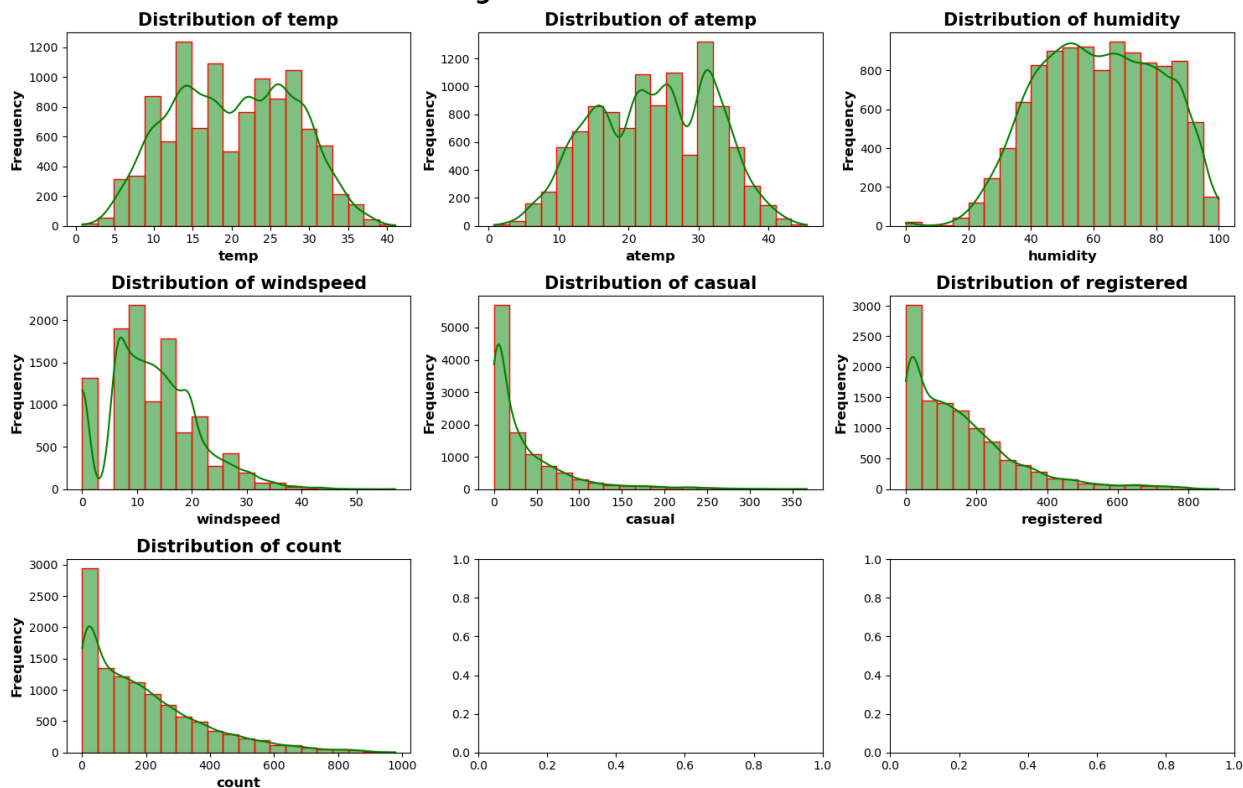 Distribution of temp
Distribution of atemp
Distribution of humidity
Frequency
1200
1000
800
600
400
200
0
0 5 10 15 20 25 30 35 40
temp
Frequency
1200
1000
800
600
400
200
0
0 10 20 30 40
atemp
Frequency
800
600
400
200
0
0 20 40 60 80 100
humidity
Distribution of windspeed
Distribution of casual
Distribution of registered
Frequency
2000
1500
1000
500
0
0 10 20 30 40 50
windspeed
Frequency
5000
4000
3000
2000
1000
0
0 50 100 150 200 250 300 350
casual
Frequency
3000
2500
2000
1500
1000
500
0
0 200 400 600 800
registered
Distribution of count
Frequency
3000
2500
2000
1500
1000
500
0
0 200 400 600 800 1000
count
1.0
0.8
0.6
0.4
0.2
0.0
0.0 0.2 0.4 0.6 0.8 1.0
1.0
0.8
0.6
0.4
0.2
0.0
0.0 0.2 0.4 0.6 0.8 1.0